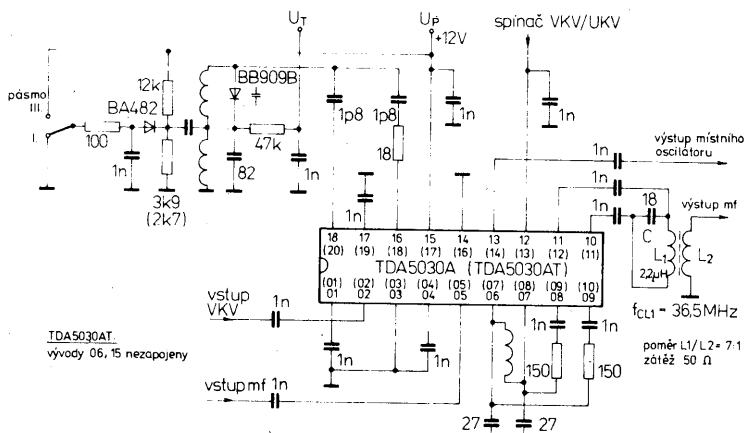 U_T
U_P
+12V
spínač VKV/UKV
pásmo
III.
I.
BA482
12k
100
1n
3k9
(2k7)
BB909B
47k
82
1n
1p8
1p8
18
1n
1n
1n
výstup místního
oscilátoru
1n
1n
1n
18
C
výstup mf
L1
L2
2,2μH
18 17 16 15 14 13 12 11 10
(20) (19) (18) (17) (16) (14) (13) (12) (11)
TDA5030A (TDA5030AT)
(01) (02) (03) (04) (05) (06) (08) (09) (10)
01 02 03 04 05 06 07 08 09
f_CL1 = 36,5MHz
poměr L1/L2 = 7:1
zátěž 50 Ω
vstup
VKV
1n
TDA5030AT:
vývody 06, 15 nezapojeny
1n
1n
1n
1n
150
150
vstup mf
1n
27
27